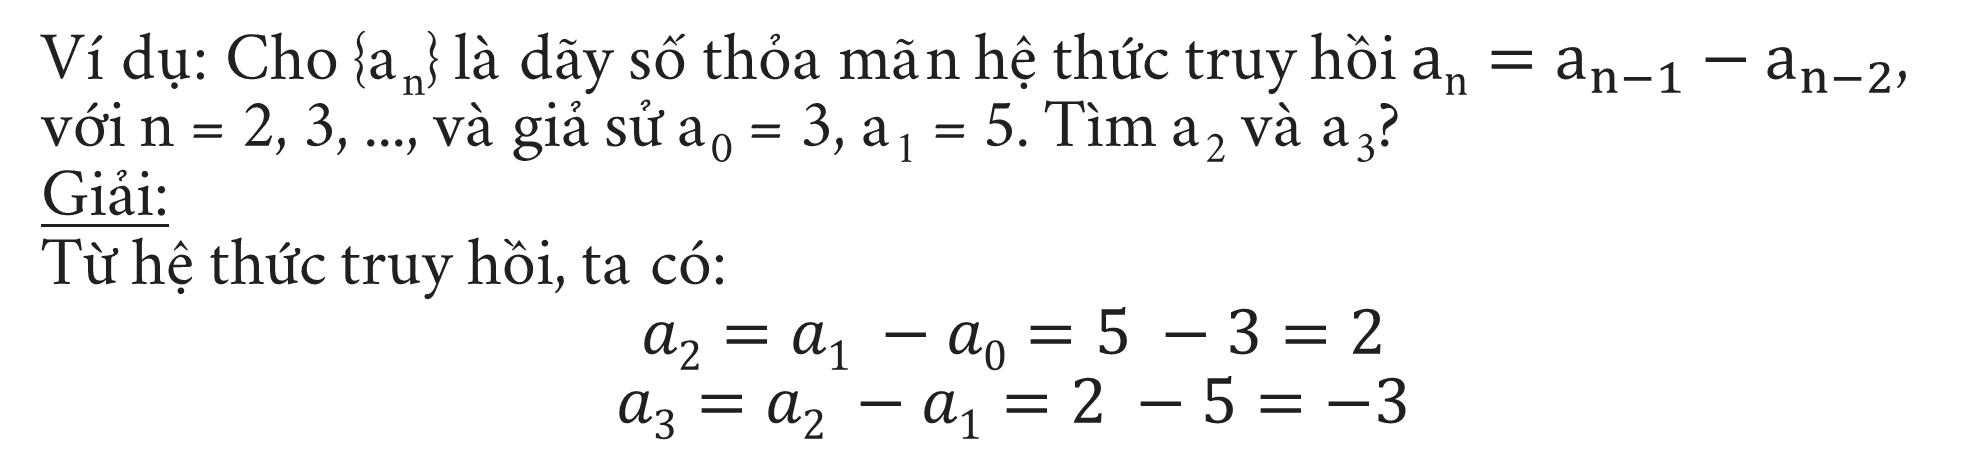 Ví dụ: Cho {aₙ} là dãy số thỏa mãn hệ thức truy hồi aₙ = aₙ₋₁ − aₙ₋₂,
với n = 2, 3, ..., và giả sử a₀ = 3, a₁ = 5. Tìm a₂ và a₃?
Giải:
Từ hệ thức truy hồi, ta có:
a₂ = a₁ − a₀ = 5 − 3 = 2
a₃ = a₂ − a₁ = 2 − 5 = −3